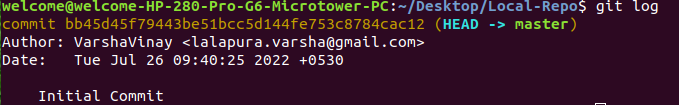 welcome@welcome-HP-280-Pro-G6-Microtower-PC:~/Desktop/Local-Repo$ git log
commit bb45d45f79443be51bcc5d144fe753c8784cac12 (HEAD -> master)
Author: VarshaVinay <lalapura.varsha@gmail.com>
Date:   Tue Jul 26 09:40:25 2022 +0530
    Initial Commit